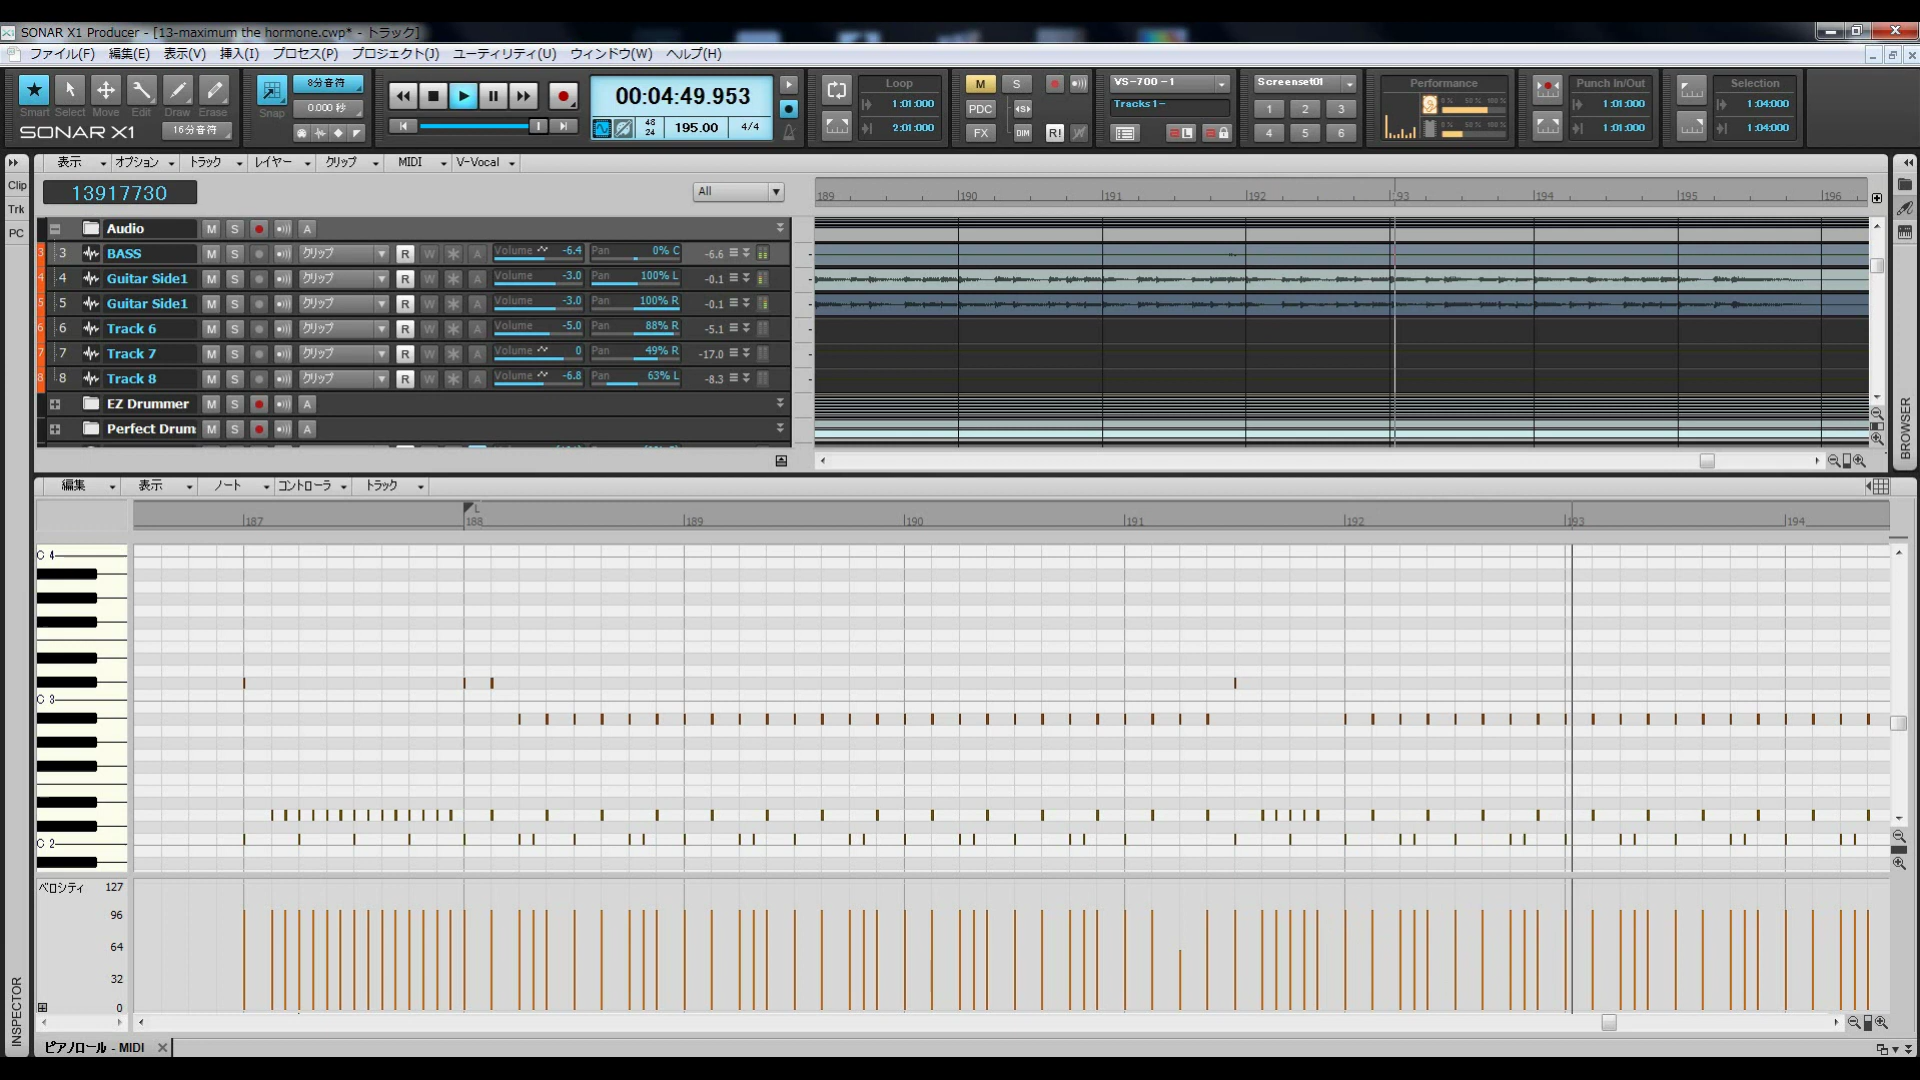 SONAR X1 Producer - [13-maximum the hormone.cwp* - トラック]
ファイル(F) 編集(E) 表示(V) 挿入(I) プロセス(P) プロジェクト(J) ユーティリティ(U) ウィンドウ(W) ヘルプ(H)
Smart Select Move Edit Draw Erase
SONAR X1
16分音符
Snap
8分音符
0.000 秒
00:04:49.953
48
24
195.00
4/4
Loop
1:01:000
2:01:000
M S
PDC
FX DIM R!
VS-700 - 1
Tracks 1-
Screenset01
1 2 3
4 5 6
Performance
Punch In/Out
1:01:000
1:01:000
Selection
1:04:000
1:04:000
表示 オプション トラック レイヤー クリップ MIDI V-Vocal
Clip
Trk
PC
13917730
All
189 190 191 192 193 194 195 196
Audio M S A
3 3 BASS M S クリップ R W A Volume -6.4 Pan 0% C -6.6
4 4 Guitar Side1 M S クリップ R W A Volume -3.0 Pan 100% L -0.1
5 5 Guitar Side1 M S クリップ R W A Volume -3.0 Pan 100% R -0.1
6 6 Track 6 M S クリップ R W A Volume -5.0 Pan 88% R -5.1
7 7 Track 7 M S クリップ R W A Volume 0 Pan 49% R -17.0
8 8 Track 8 M S クリップ R W A Volume -6.8 Pan 63% L -8.3
EZ Drummer M S A
Perfect Drum M S A
BROWSER
編集 表示 ノート コントローラ トラック
187 188 189 190 191 192 193 194
L
C 4
C 3
C 2
ベロシティ 127
96
64
32
0
INSPECTOR
ピアノロール - MIDI